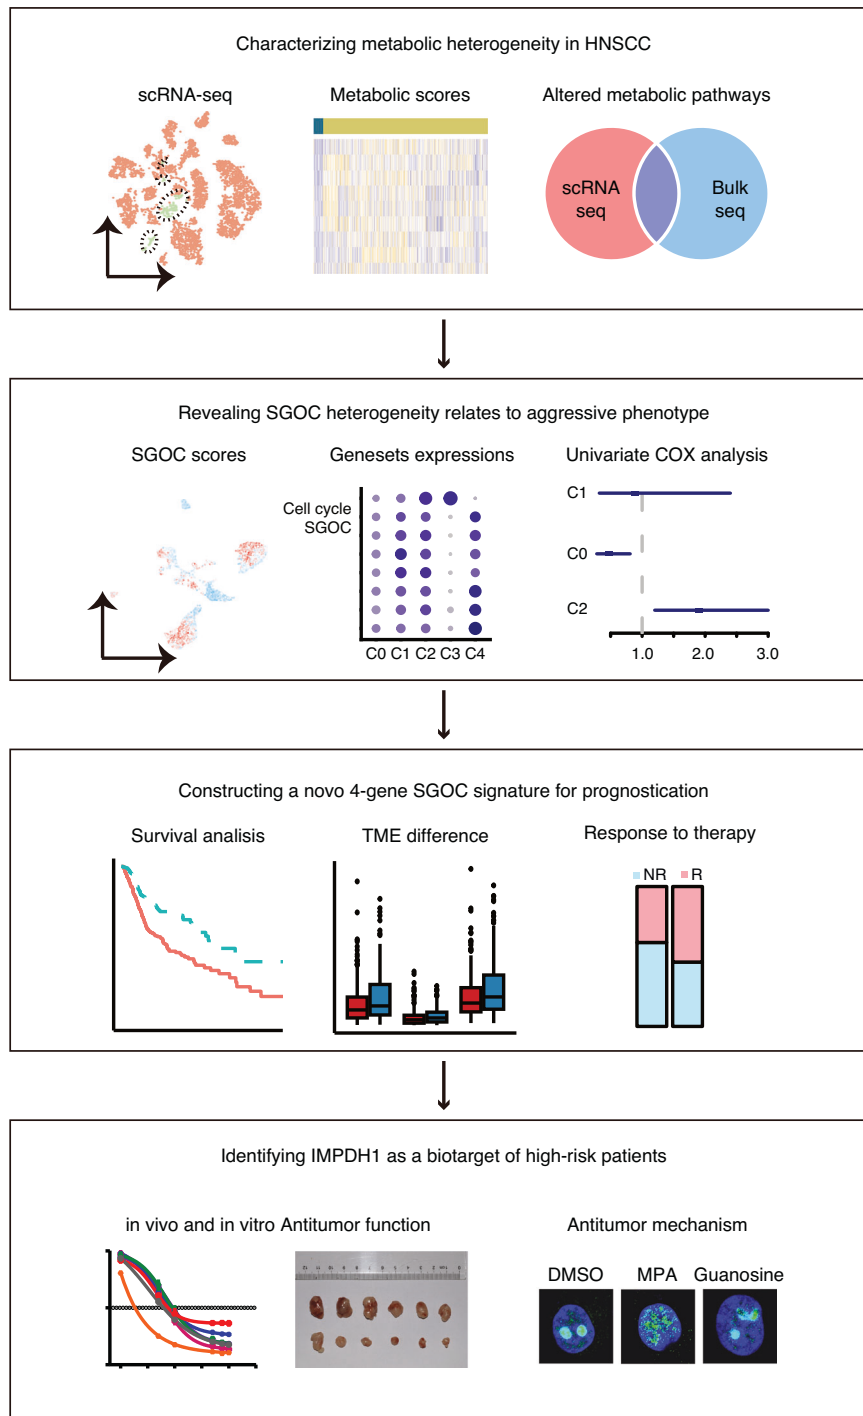 Characterizing metabolic heterogeneity in HNSCC
scRNA-seq
Metabolic scores
Altered metabolic pathways
scRNA
seq
Bulk
seq
Revealing SGOC heterogeneity relates to aggressive phenotype
SGOC scores
Genesets expressions
Univariate COX analysis
Cell cycle
SGOC
C0 C1 C2 C3 C4
C1
C0
C2
1.0 2.0 3.0
Constructing a novo 4-gene SGOC signature for prognostication
Survival analisis
TME difference
Response to therapy
NR R
Identifying IMPDH1 as a biotarget of high-risk patients
in vivo and in vitro Antitumor function
Antitumor mechanism
DMSO
MPA
Guanosine